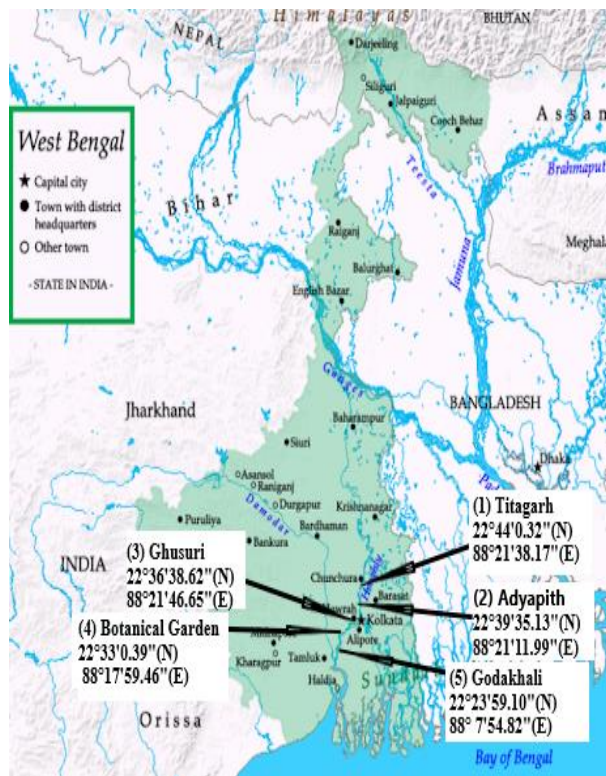 Himalayas
BHUTAN
NEPAL
Darjeeling
Siliguri
Jalpaiguri
Cooch Behar
Assam
Teesta
Brahmaput
West Bengal
Capital city
Town with district
headquarters
Other town
- STATE IN INDIA -
Bihar
Raiganj
Balurghat
English Bazar
Jamuna
Meghal
Ganges
Jharkhand
BANGLADESH
Baharampur
Siuri
Dhaka
Asansol
Raniganj
Durgapur
Damodar
Krishnanagar
Puruliya
Bankura
Bardhaman
INDIA
(1) Titagarh
22°44'0.32"(N)
88°21'38.17"(E)
(3) Ghusuri
22°36'38.62"(N)
88°21'46.65"(E)
Chunchura
Barasat
Kolkata
Alipore
(2) Adyapith
22°39'35.13"(N)
88°21'11.99"(E)
(4) Botanical Garden
22°33'0.39"(N)
88°17'59.46"(E)
Kharagpur
Tamluk
Haldia
(5) Godakhali
22°23'59.10"(N)
88° 7'54.82"(E)
Orissa
Bay of Bengal